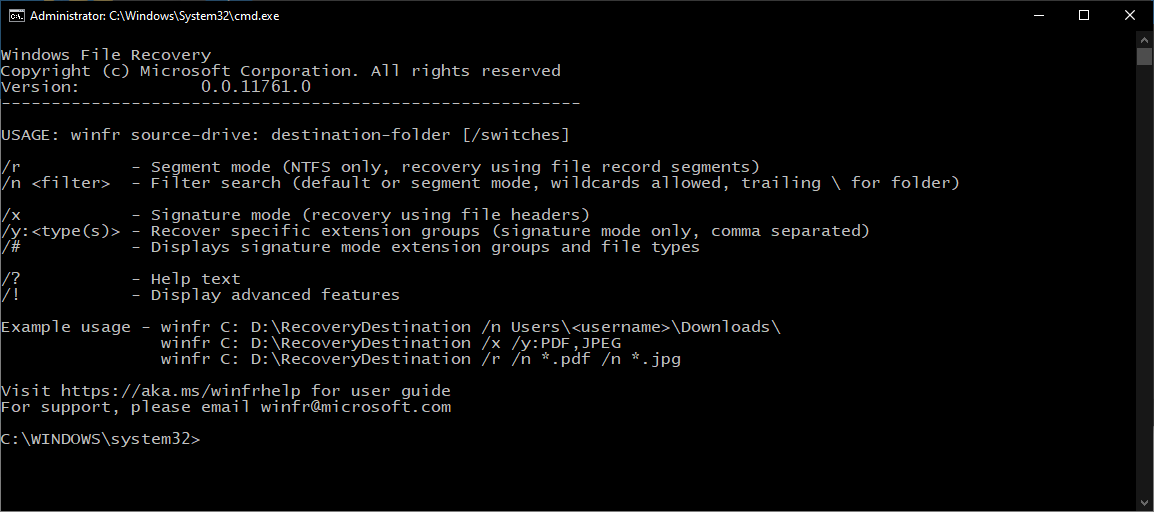 Administrator: C:\Windows\System32\cmd.exe
Windows File Recovery
Copyright (c) Microsoft Corporation. All rights reserved
Version:            0.0.11761.0
----------------------------------------------------------
USAGE: winfr source-drive: destination-folder [/switches]
/r           - Segment mode (NTFS only, recovery using file record segments)
/n <filter>  - Filter search (default or segment mode, wildcards allowed, trailing \ for folder)
/x           - Signature mode (recovery using file headers)
/y:<type(s)> - Recover specific extension groups (signature mode only, comma separated)
/#           - Displays signature mode extension groups and file types
/?           - Help text
/!           - Display advanced features
Example usage - winfr C: D:\RecoveryDestination /n Users\<username>\Downloads\
                winfr C: D:\RecoveryDestination /x /y:PDF,JPEG
                winfr C: D:\RecoveryDestination /r /n *.pdf /n *.jpg
Visit https://aka.ms/winfrhelp for user guide
For support, please email winfr@microsoft.com
C:\WINDOWS\system32>